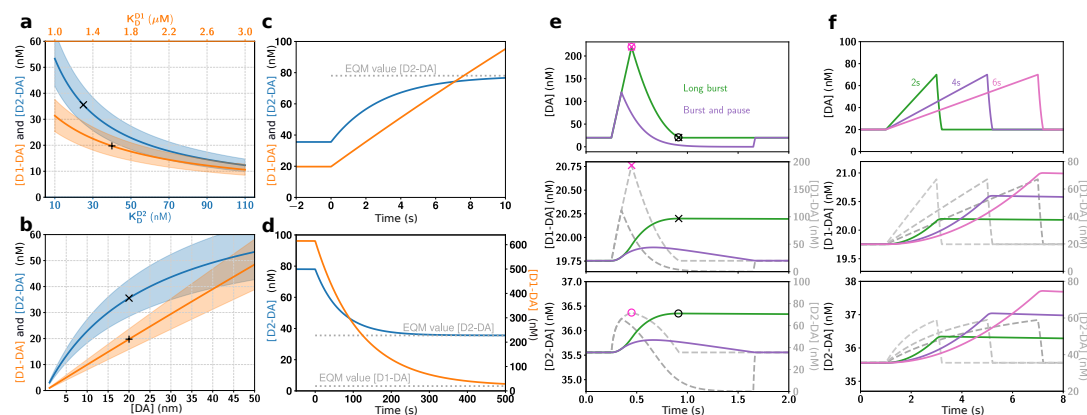 a
K_D^D1 (μM)
1.0 1.4 1.8 2.2 2.6 3.0
[D1-DA] and [D2-DA] (nM)
60
50
40
30
20
10
0
10 30 50 70 90 110
K_D^D2 (nM)
b
[D1-DA] and [D2-DA] (nM)
60
50
40
30
20
10
0
10 20 30 40 50
[DA] (nm)
c
[D1-DA] and [D2-DA] (nM)
100
80
60
40
20
0
EQM value [D2-DA]
−2 0 2 4 6 8 10
Time (s)
d
[D2-DA] (nM)
100
80
60
40
20
0
EQM value [D2-DA]
EQM value [D1-DA]
0 100 200 300 400 500
Time (s)
600
500
400
300
200
100
0
[D1-DA] (nM)
e
[DA] (nM)
200
150
100
50
0
Long burst
Burst and pause
[D1-DA] (nM)
20.75
20.50
20.25
20.00
19.75
200
150
100
50
0
[D1-DA] (nM)
[D2-DA] (nM)
36.5
36.0
35.5
35.0
100
80
60
40
20
0
[D2-DA] (nM)
0.0 0.5 1.0 1.5 2.0
Time (s)
f
[DA] (nM)
100
80
60
40
20
0
2s 4s 6s
[D1-DA] (nM)
21.0
20.5
20.0
19.5
80
60
40
20
0
[D1-DA] (nM)
[D2-DA] (nM)
38
37
36
35
80
60
40
20
[D2-DA] (nM)
0 1 2 3 4 5 6 7 8
Time (s)